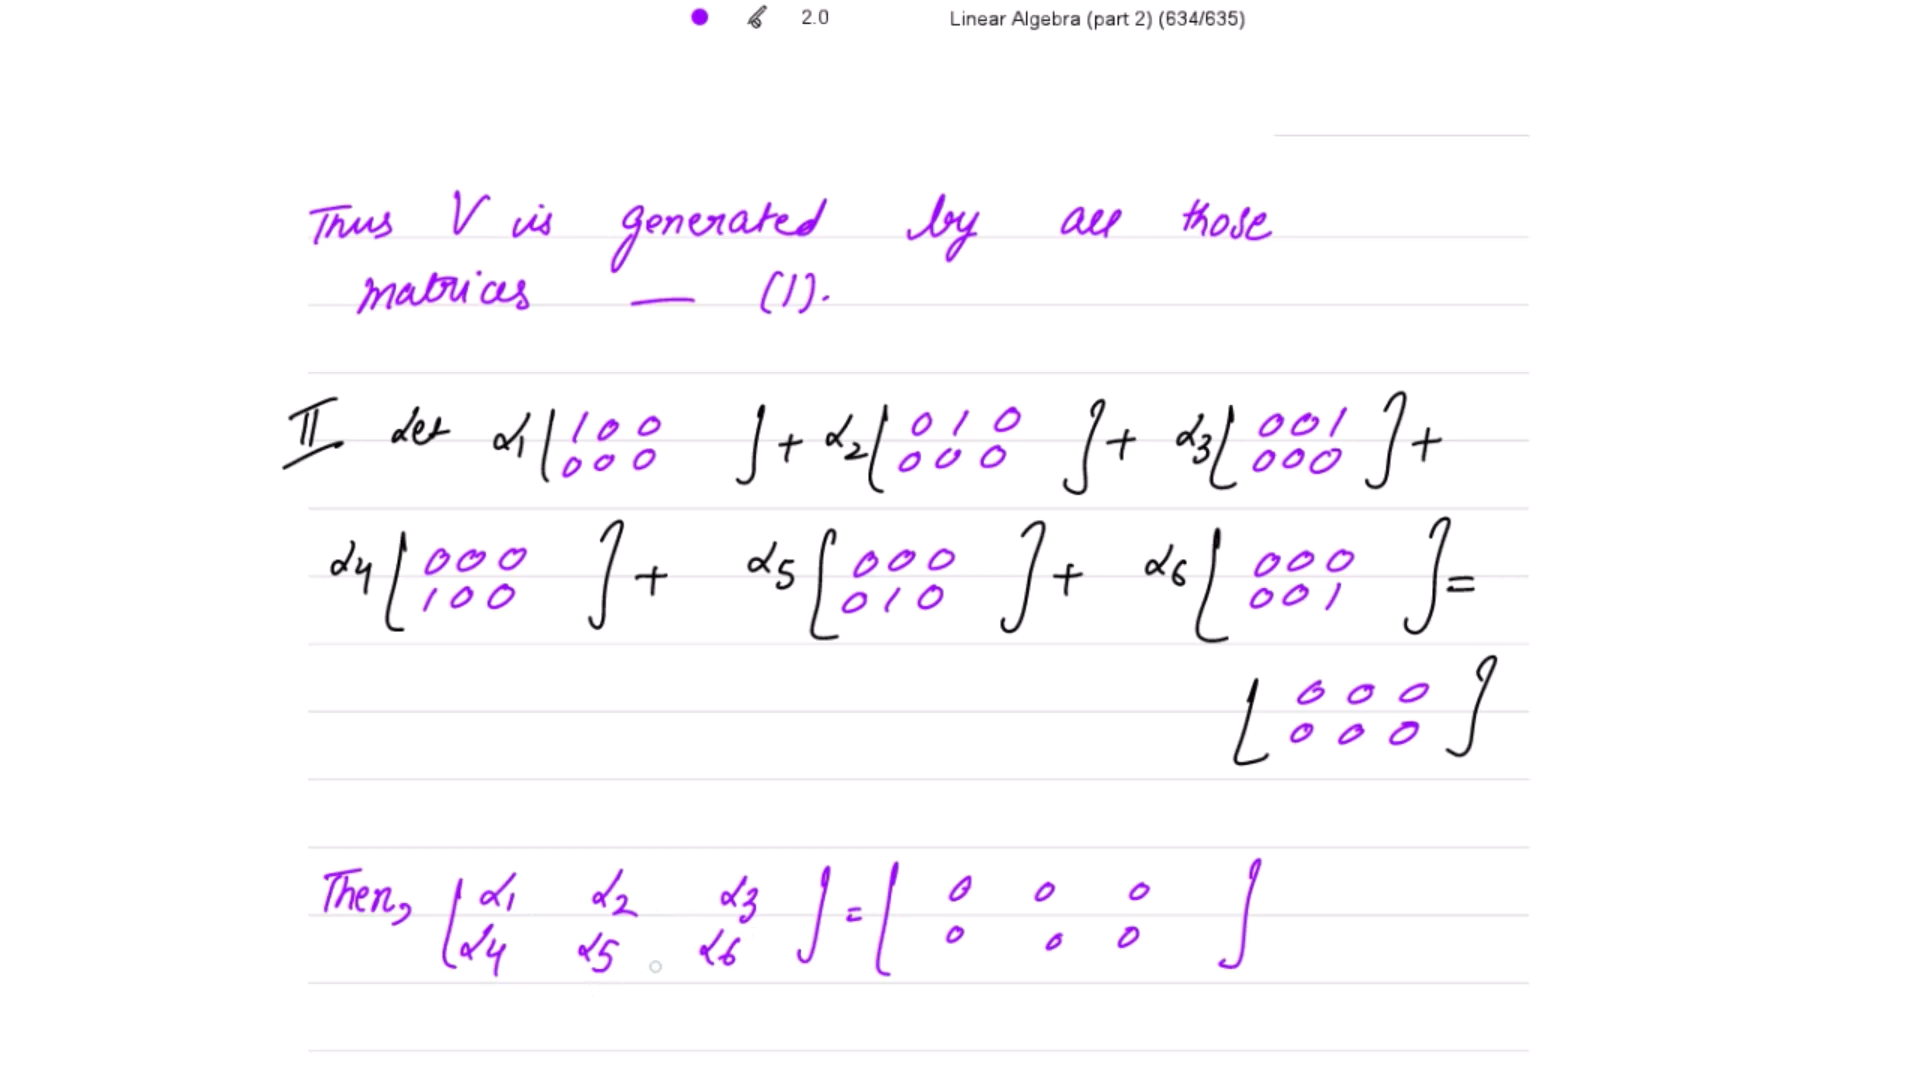 2.0 Linear Algebra (part 2) (634/635)
Thus V is generated by all those
matrices — (1).
II Let α1 [1 0 0 / 0 0 0] + α2 [0 1 0 / 0 0 0] + α3 [0 0 1 / 0 0 0] +
α4 [0 0 0 / 1 0 0] + α5 [0 0 0 / 0 1 0] + α6 [0 0 0 / 0 0 1] =
[0 0 0 / 0 0 0]
Then, [α1 α2 α3 / α4 α5 α6] = [0 0 0 / 0 0 0]